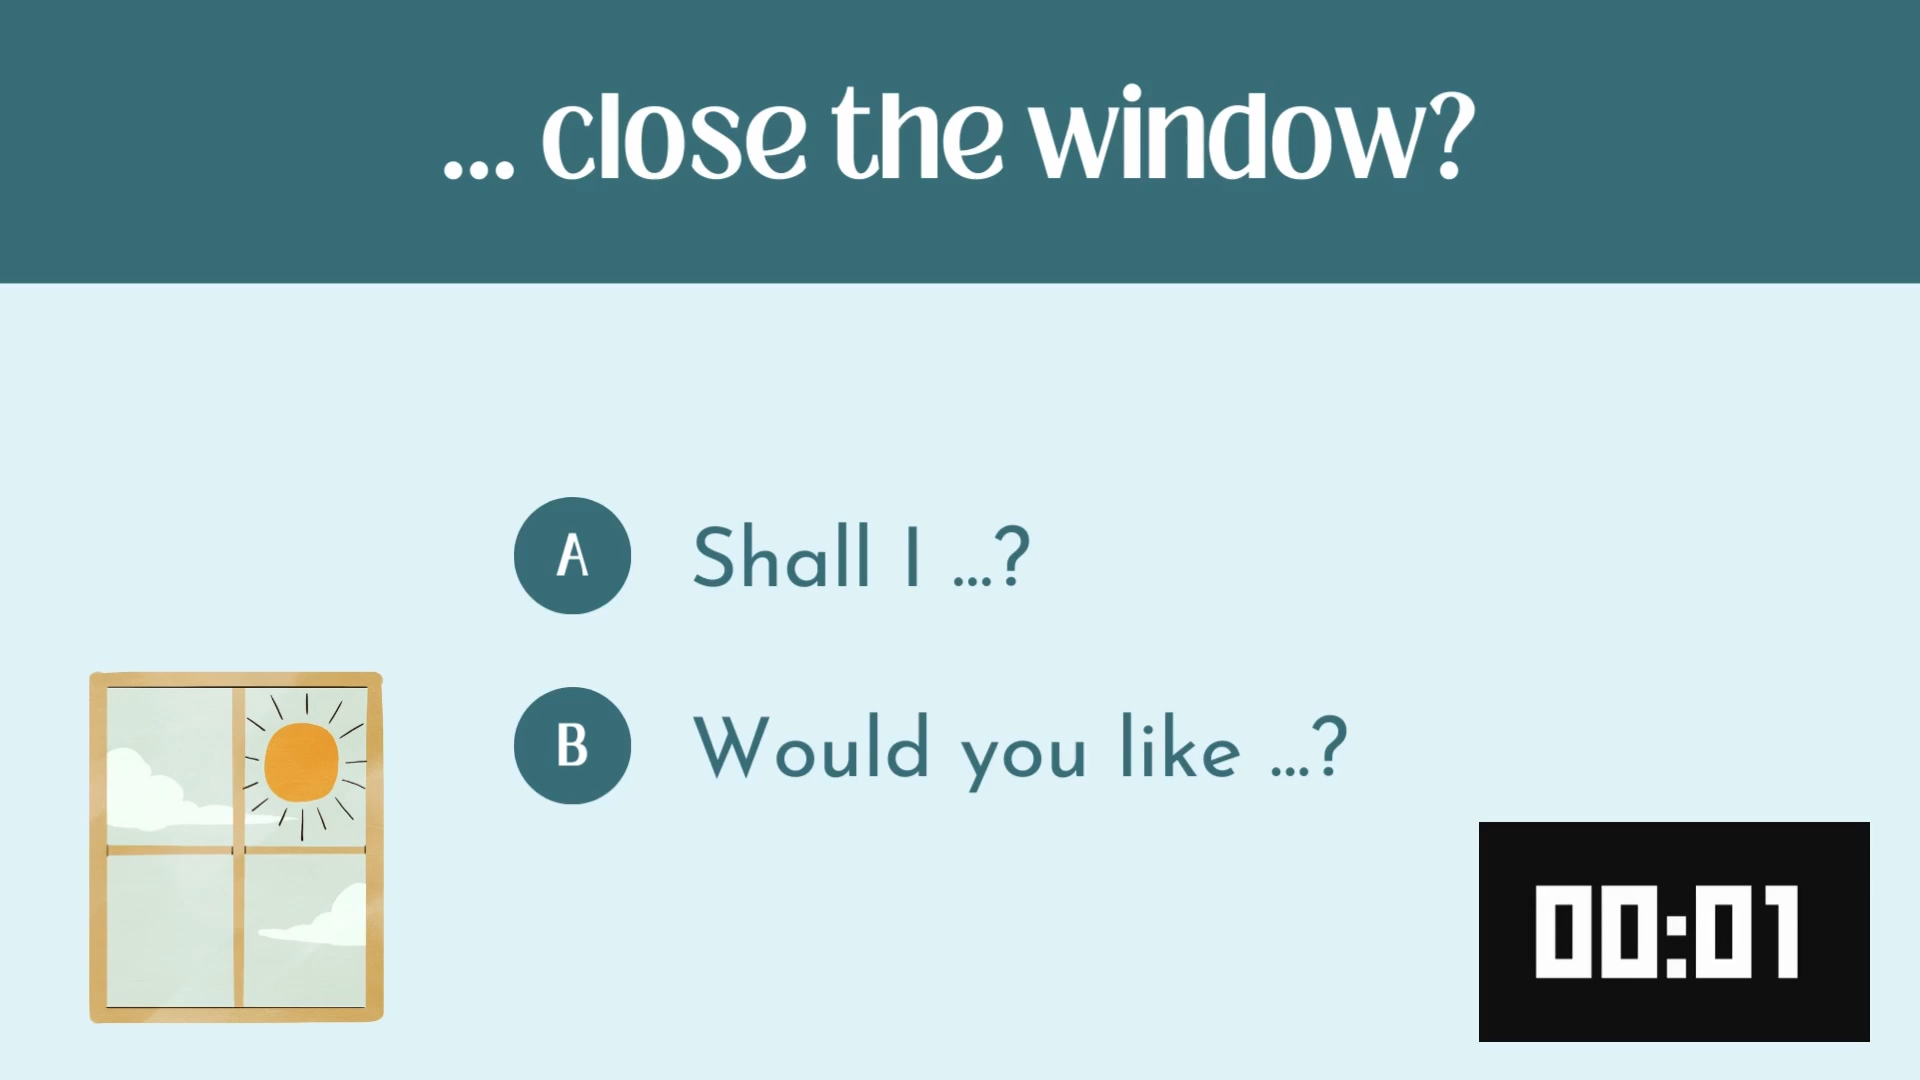 ... close the window?
A Shall I ...?
B Would you like ...?
00:01